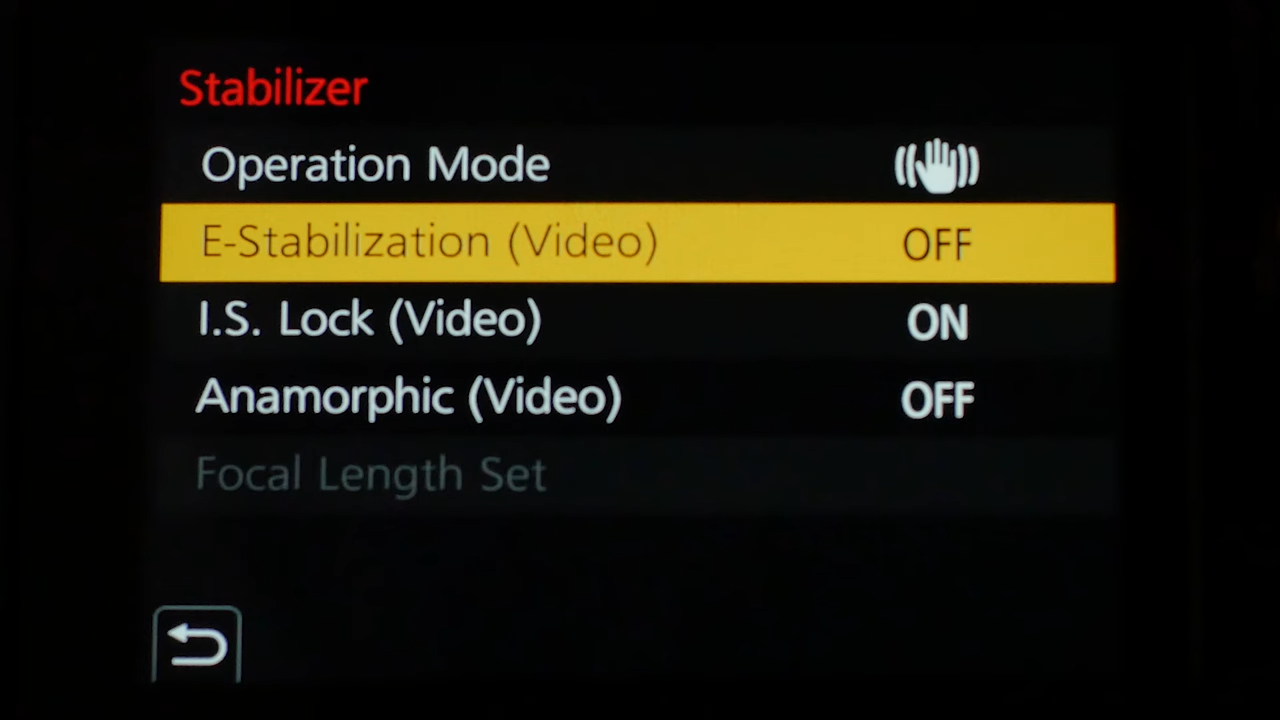 Stabilizer
Operation Mode
E-Stabilization (Video) OFF
I.S. Lock (Video) ON
Anamorphic (Video) OFF
Focal Length Set